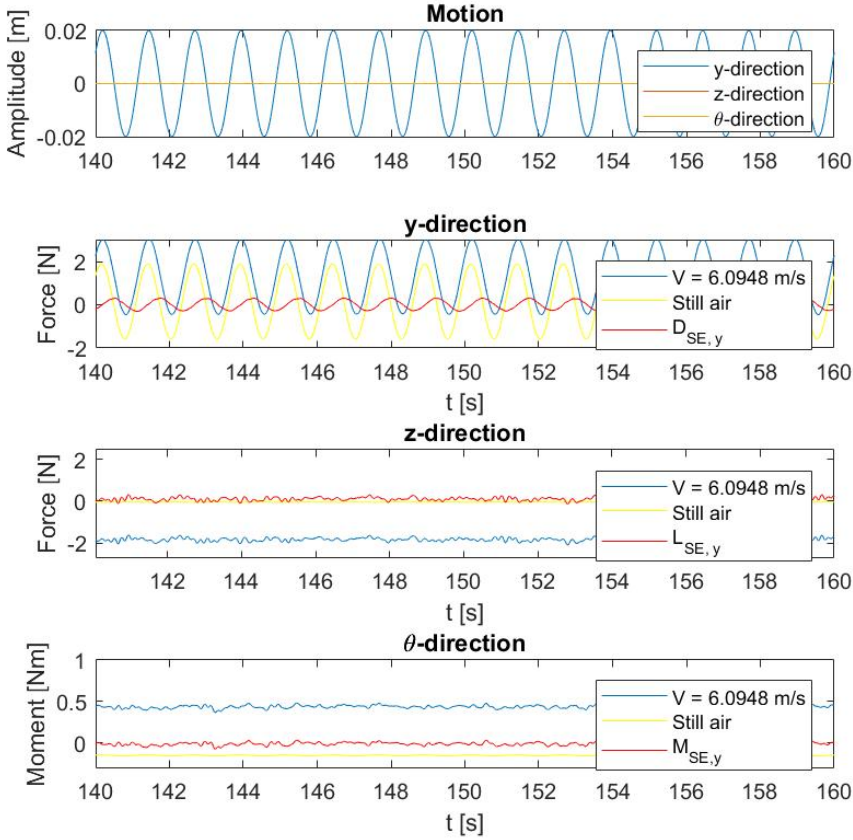 Motion
Amplitude [m]
0.02
0
-0.02
y-direction
z-direction
θ-direction
140 142 144 146 148 150 152 154 156 158 160
y-direction
Force [N]
2
0
-2
V = 6.0948 m/s
Still air
D_SE, y
140 142 144 146 148 150 152 154 156 158 160
t [s]
z-direction
Force [N]
2
0
-2
V = 6.0948 m/s
Still air
L_SE, y
142 144 146 148 150 152 154 156 158 160
t [s]
θ-direction
Moment [Nm]
1
0.5
0
V = 6.0948 m/s
Still air
M_SE,y
140 142 144 146 148 150 152 154 156 158 160
t [s]